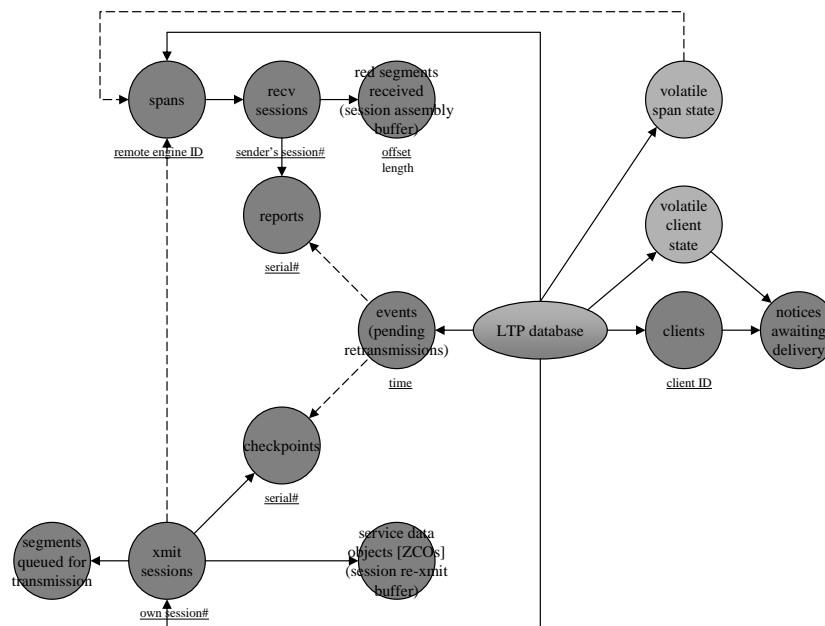 spans
remote engine ID
recv
sessions
sender's session#
red segments
received
(session assembly
buffer)
offset
length
volatile
span state
reports
serial#
volatile
client
state
events
(pending
retransmissions)
time
LTP database
clients
client ID
notices
awaiting
delivery
checkpoints
serial#
segments
queued for
transmission
xmit
sessions
own session#
service data
objects [ZCOs]
(session re-xmit
buffer)